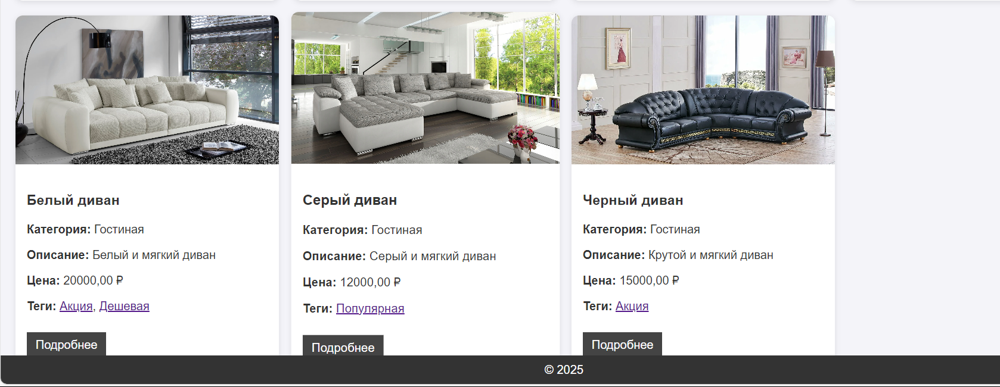 Белый диван
Категория: Гостиная
Описание: Белый и мягкий диван
Цена: 20000,00 ₽
Теги: Акция, Дешевая
Подробнее
Серый диван
Категория: Гостиная
Описание: Серый и мягкий диван
Цена: 12000,00 ₽
Теги: Популярная
Подробнее
Черный диван
Категория: Гостиная
Описание: Крутой и мягкий диван
Цена: 15000,00 ₽
Теги: Акция
Подробнее
© 2025